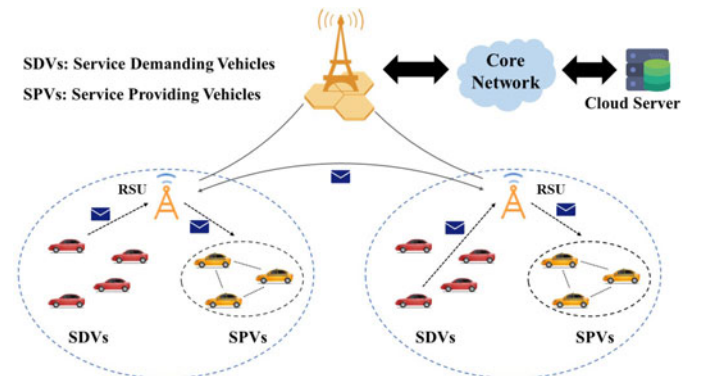 SDVs: Service Demanding Vehicles
SPVs: Service Providing Vehicles
Core
Network
Cloud Server
RSU
RSU
SDVs
SPVs
SDVs
SPVs